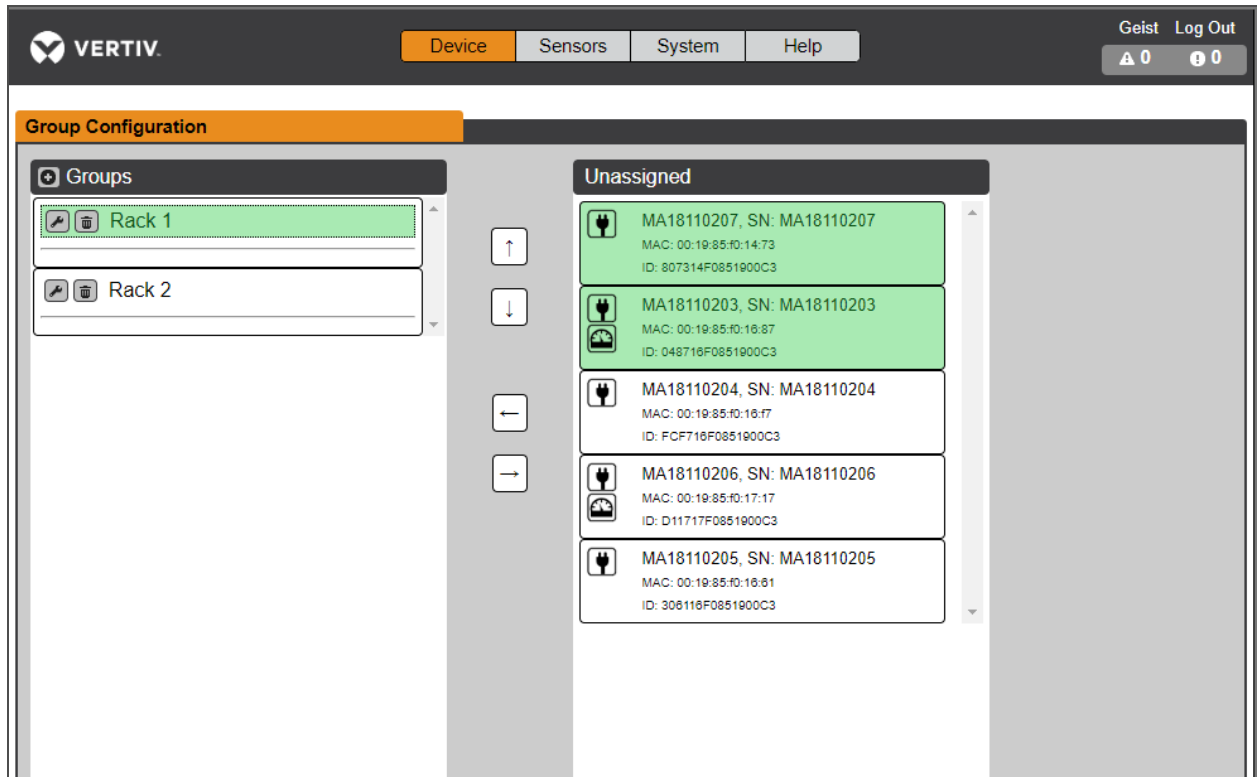 Geist Log Out
VERTIV.
Device Sensors System Help
0 0
Group Configuration
Groups
Rack 1
Rack 2
↑
↓
←
→
Unassigned
MA18110207, SN: MA18110207
MAC: 00:19:85:f0:14:73
ID: 807314F0851900C3
MA18110203, SN: MA18110203
MAC: 00:19:85:f0:16:87
ID: 048716F0851900C3
MA18110204, SN: MA18110204
MAC: 00:19:85:f0:16:f7
ID: FCF716F0851900C3
MA18110206, SN: MA18110206
MAC: 00:19:85:f0:17:17
ID: D11717F0851900C3
MA18110205, SN: MA18110205
MAC: 00:19:85:f0:16:61
ID: 306116F0851900C3